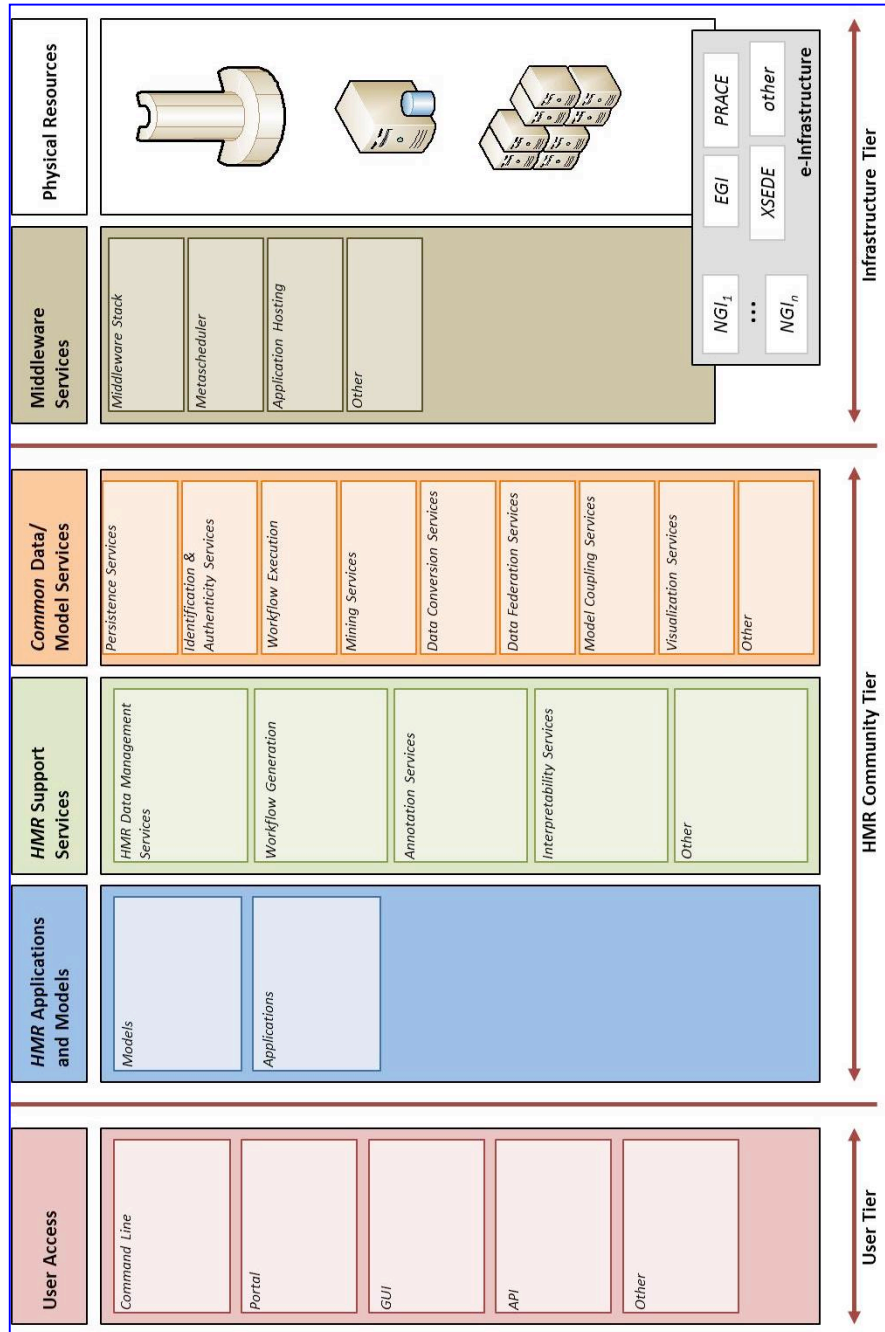 User Access
Command Line
Portal
GUI
API
Other
User Tier
HMR Applications
and Models
Models
Applications
HMR Support
Services
HMR Data Management
Services
Workflow Generation
Annotation Services
Interpretability Services
Other
Common Data/
Model Services
Persistence Services
Identification &
Authenticity Services
Workflow Execution
Mining Services
Data Conversion Services
Data Federation Services
Model Coupling Services
Visualization Services
Other
HMR Community Tier
Middleware
Services
Middleware Stack
Metascheduler
Application Hosting
Other
Physical Resources
NGI1
...
NGIn
EGI
PRACE
XSEDE
other
e-Infrastructure
Infrastructure Tier